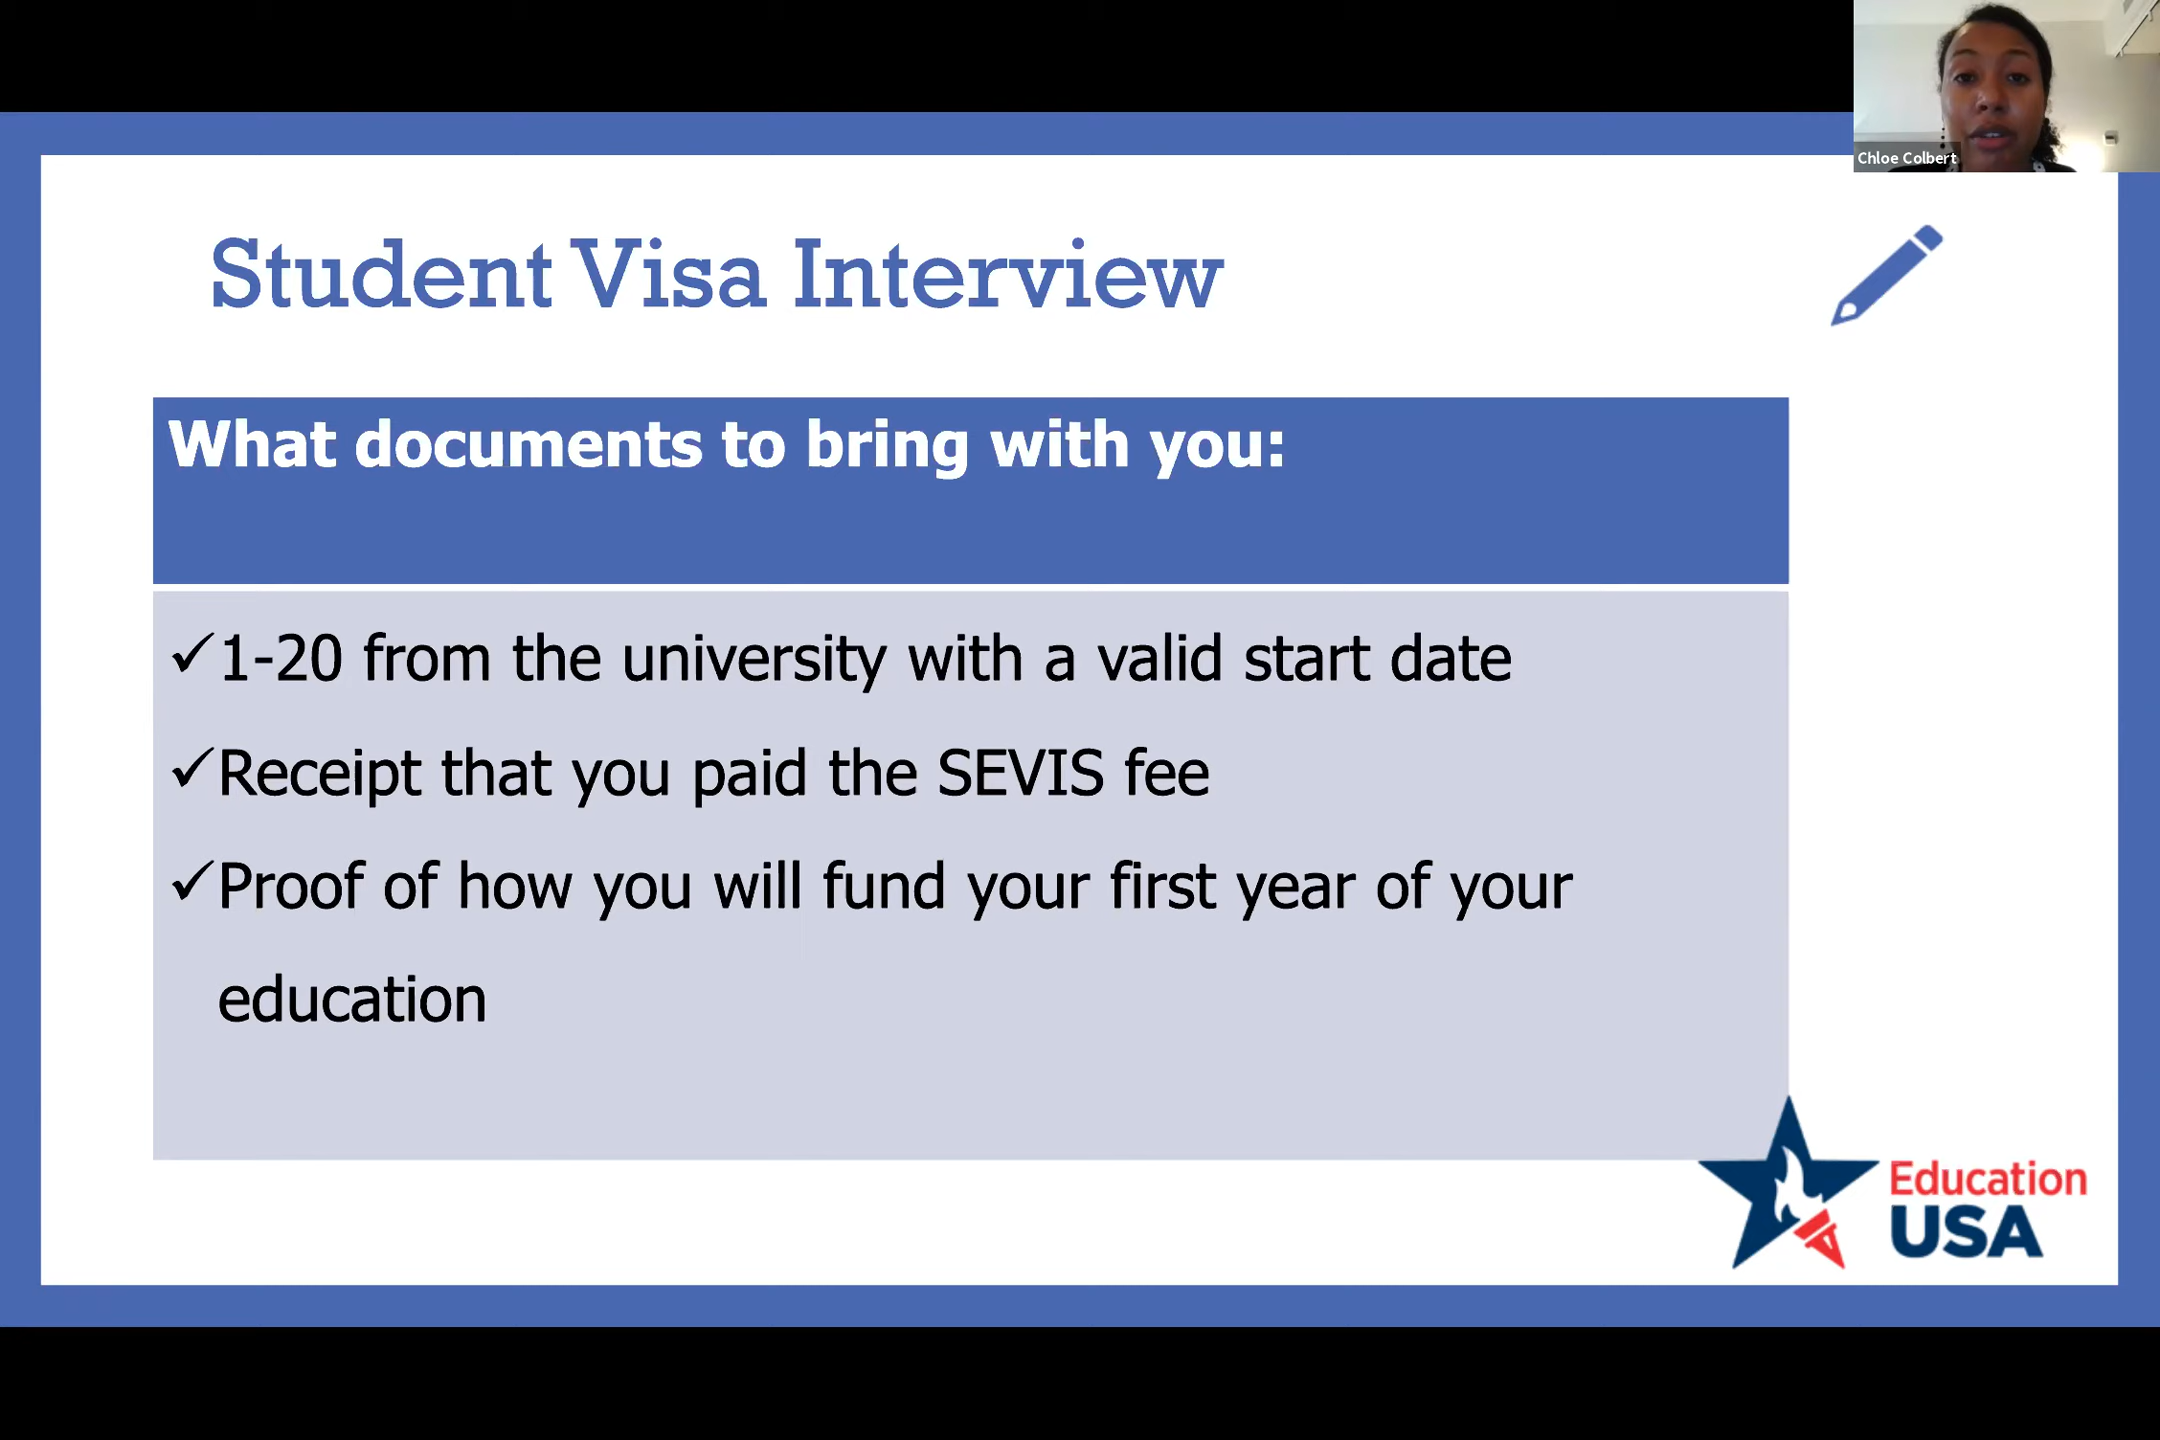 Chloe Colbert
Student Visa Interview
What documents to bring with you:
✓1-20 from the university with a valid start date
✓Receipt that you paid the SEVIS fee
✓Proof of how you will fund your first year of your
education
Education
USA